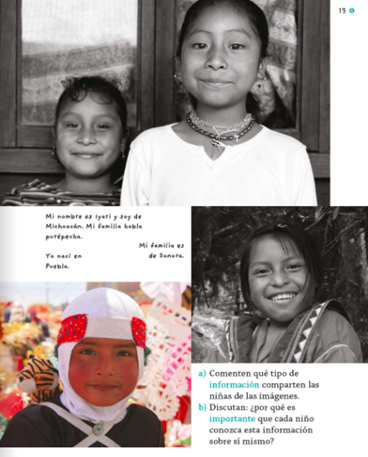 19
Mi nombre es Iyari y soy de
Michoacán. Mi familia habla
purépecha.
Mi familia es
de Sonora.
Yo nací en
Puebla.
a) Comenten qué tipo de
información comparten las
niñas de las imágenes.
b) Discutan: ¿por qué es
importante que cada niño
conozca esta información
sobre sí mismo?